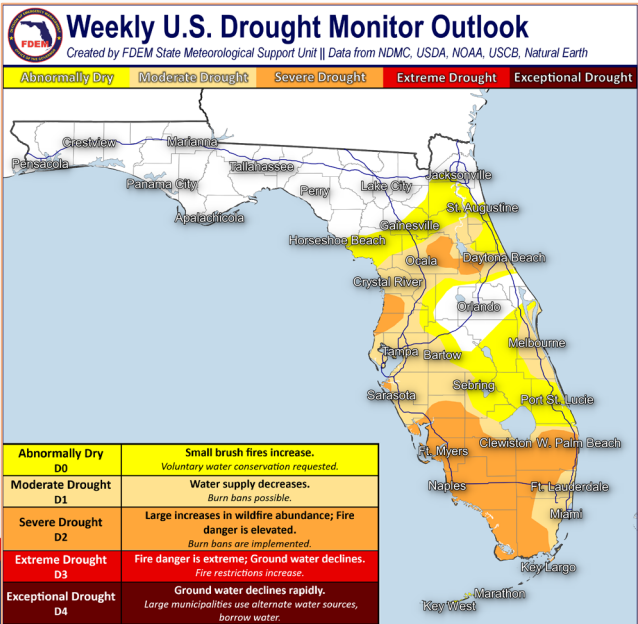 Weekly U.S. Drought Monitor Outlook
FDEM
Created by FDEM State Meteorological Support Unit || Data from NDMC, USDA, NOAA, USCB, Natural Earth
Abnormally Dry Moderate Drought Severe Drought Extreme Drought Exceptional Drought
Crestview Marianna
Pensacola Tallahassee Jacksonville
Panama City Perry Lake City
Apalachicola St. Augustine
Gainesville
Horseshoe Beach
Ocala Daytona Beach
Crystal River
Orlando
Melbourne
Tampa Bartow
Sebring
Sarasota Port St. Lucie
Clewiston W. Palm Beach
Ft. Myers
Naples Ft. Lauderdale
Miami
Key Largo
Marathon
Key West
Abnormally Dry Small brush fires increase.
D0 Voluntary water conservation requested.
Moderate Drought Water supply decreases.
D1 Burn bans possible.
Severe Drought Large increases in wildfire abundance; Fire
D2 danger is elevated.
Burn bans are implemented.
Extreme Drought Fire danger is extreme; Ground water declines.
D3 Fire restrictions increase.
Exceptional Drought Ground water declines rapidly.
D4 Large municipalities use alternate water sources,
borrow water.